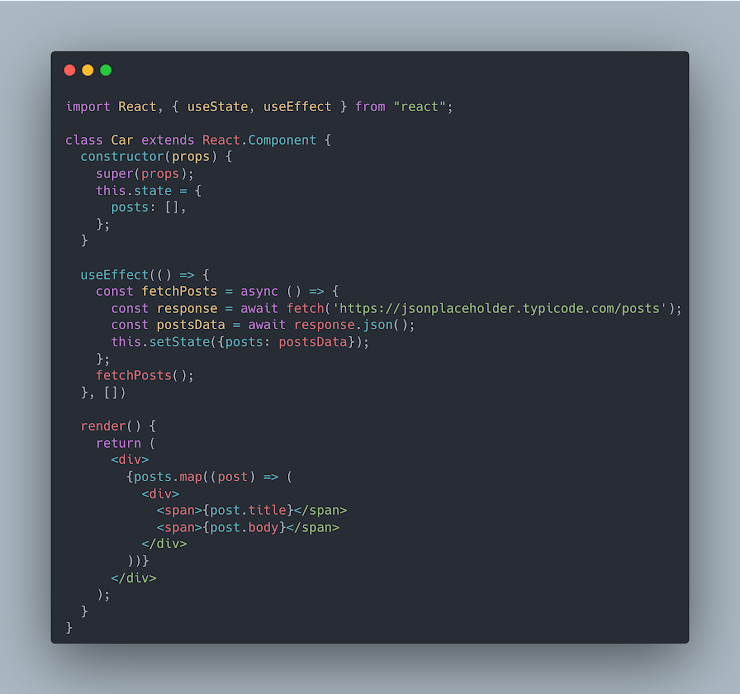 import React, { useState, useEffect } from "react";

class Car extends React.Component {
  constructor(props) {
    super(props);
    this.state = {
      posts: [],
    };
  }

  useEffect(() => {
    const fetchPosts = async () => {
      const response = await fetch('https://jsonplaceholder.typicode.com/posts');
      const postsData = await response.json();
      this.setState({posts: postsData});
    };
    fetchPosts();
  }, [])

  render() {
    return (
      <div>
        {posts.map((post) => (
          <div>
            <span>{post.title}</span>
            <span>{post.body}</span>
          </div>
        ))}
      </div>
    );
  }
}